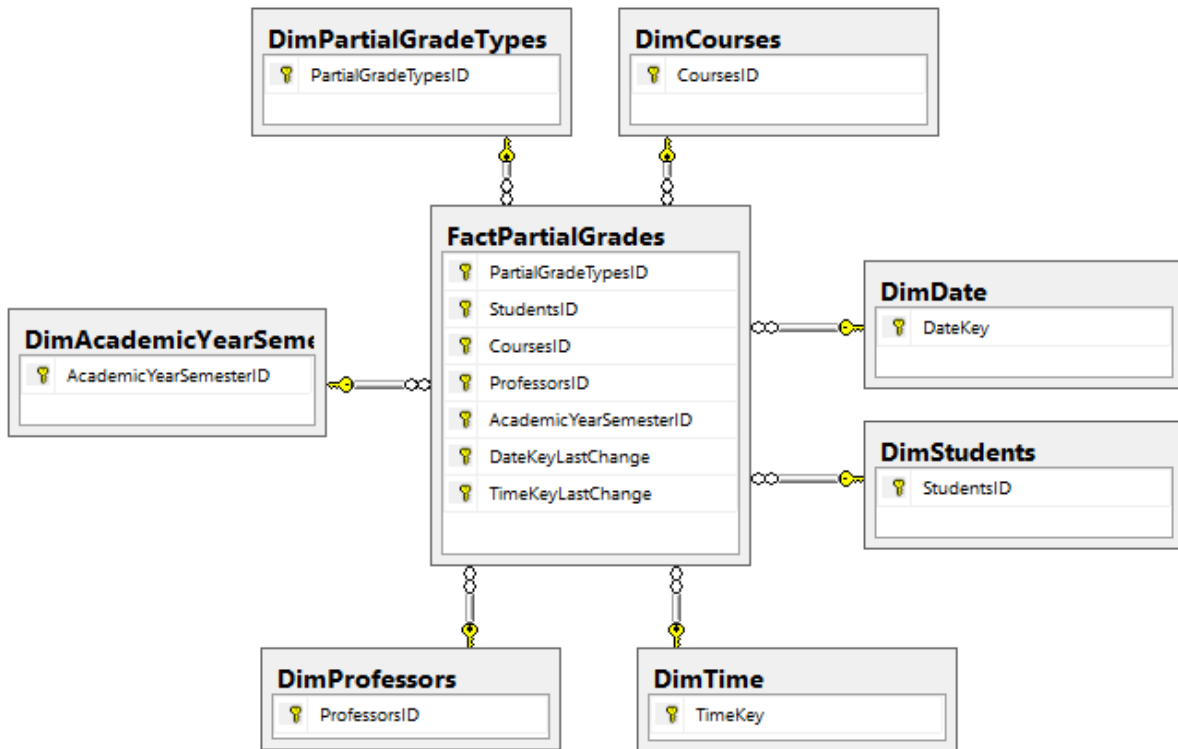 DimPartialGradeTypes
PartialGradeTypesID
DimCourses
CoursesID
FactPartialGrades
PartialGradeTypesID
StudentsID
CoursesID
ProfessorsID
AcademicYearSemesterID
DateKeyLastChange
TimeKeyLastChange
DimDate
DateKey
DimAcademicYearSeme
AcademicYearSemesterID
DimStudents
StudentsID
DimProfessors
ProfessorsID
DimTime
TimeKey